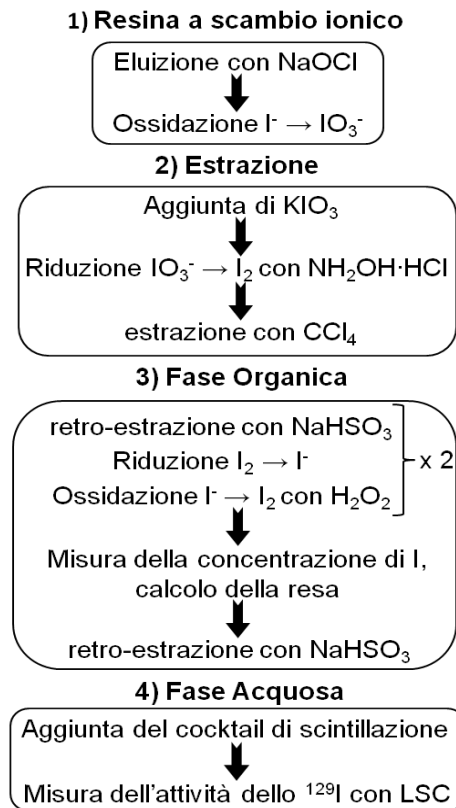 1) Resina a scambio ionico
Eluizione con NaOCl
Ossidazione I⁻ → IO₃⁻
2) Estrazione
Aggiunta di KIO₃
Riduzione IO₃⁻ → I₂ con NH₂OH·HCl
estrazione con CCl₄
3) Fase Organica
retro-estrazione con NaHSO₃
Riduzione I₂ → I⁻
x 2
Ossidazione I⁻ → I₂ con H₂O₂
Misura della concentrazione di I,
calcolo della resa
retro-estrazione con NaHSO₃
4) Fase Acquosa
Aggiunta del cocktail di scintillazione
Misura dell'attività dello ¹²⁹I con LSC